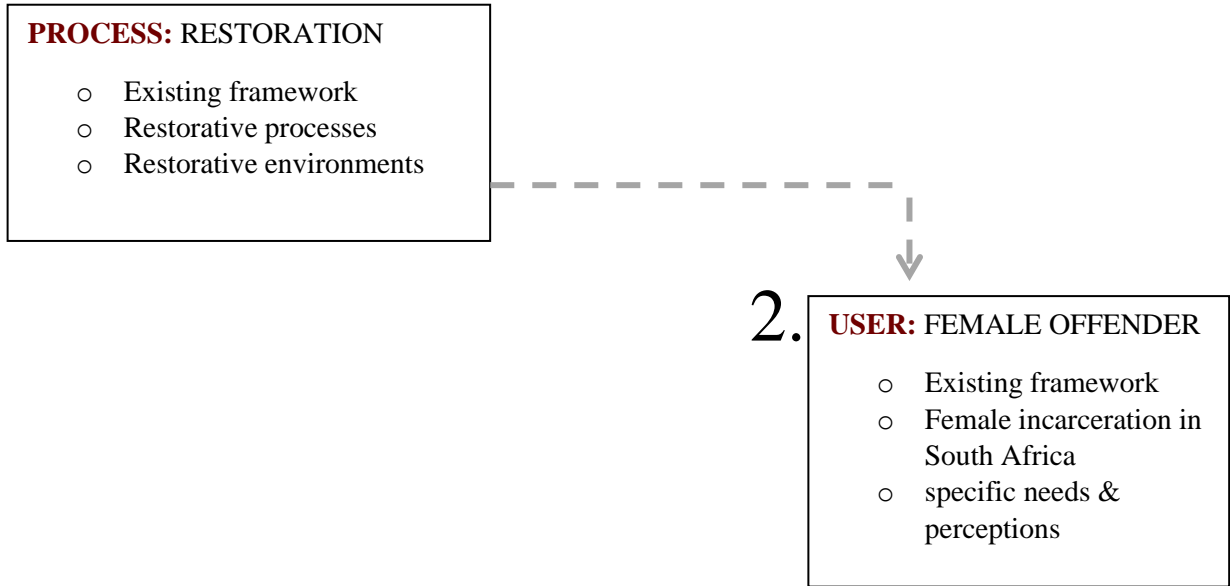 PROCESS: RESTORATION
o Existing framework
o Restorative processes
o Restorative environments
2.
USER: FEMALE OFFENDER
o Existing framework
o Female incarceration in
South Africa
o specific needs &
perceptions